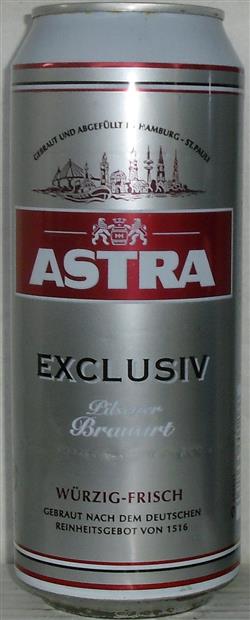 GEBRAUT UND ABGEFÜLLT IN HAMBURG - ST. PAULI
ASTRA
EXCLUSIV
Pilsener
Brauart
WÜRZIG-FRISCH
GEBRAUT NACH DEM DEUTSCHEN
REINHEITSGEBOT VON 1516